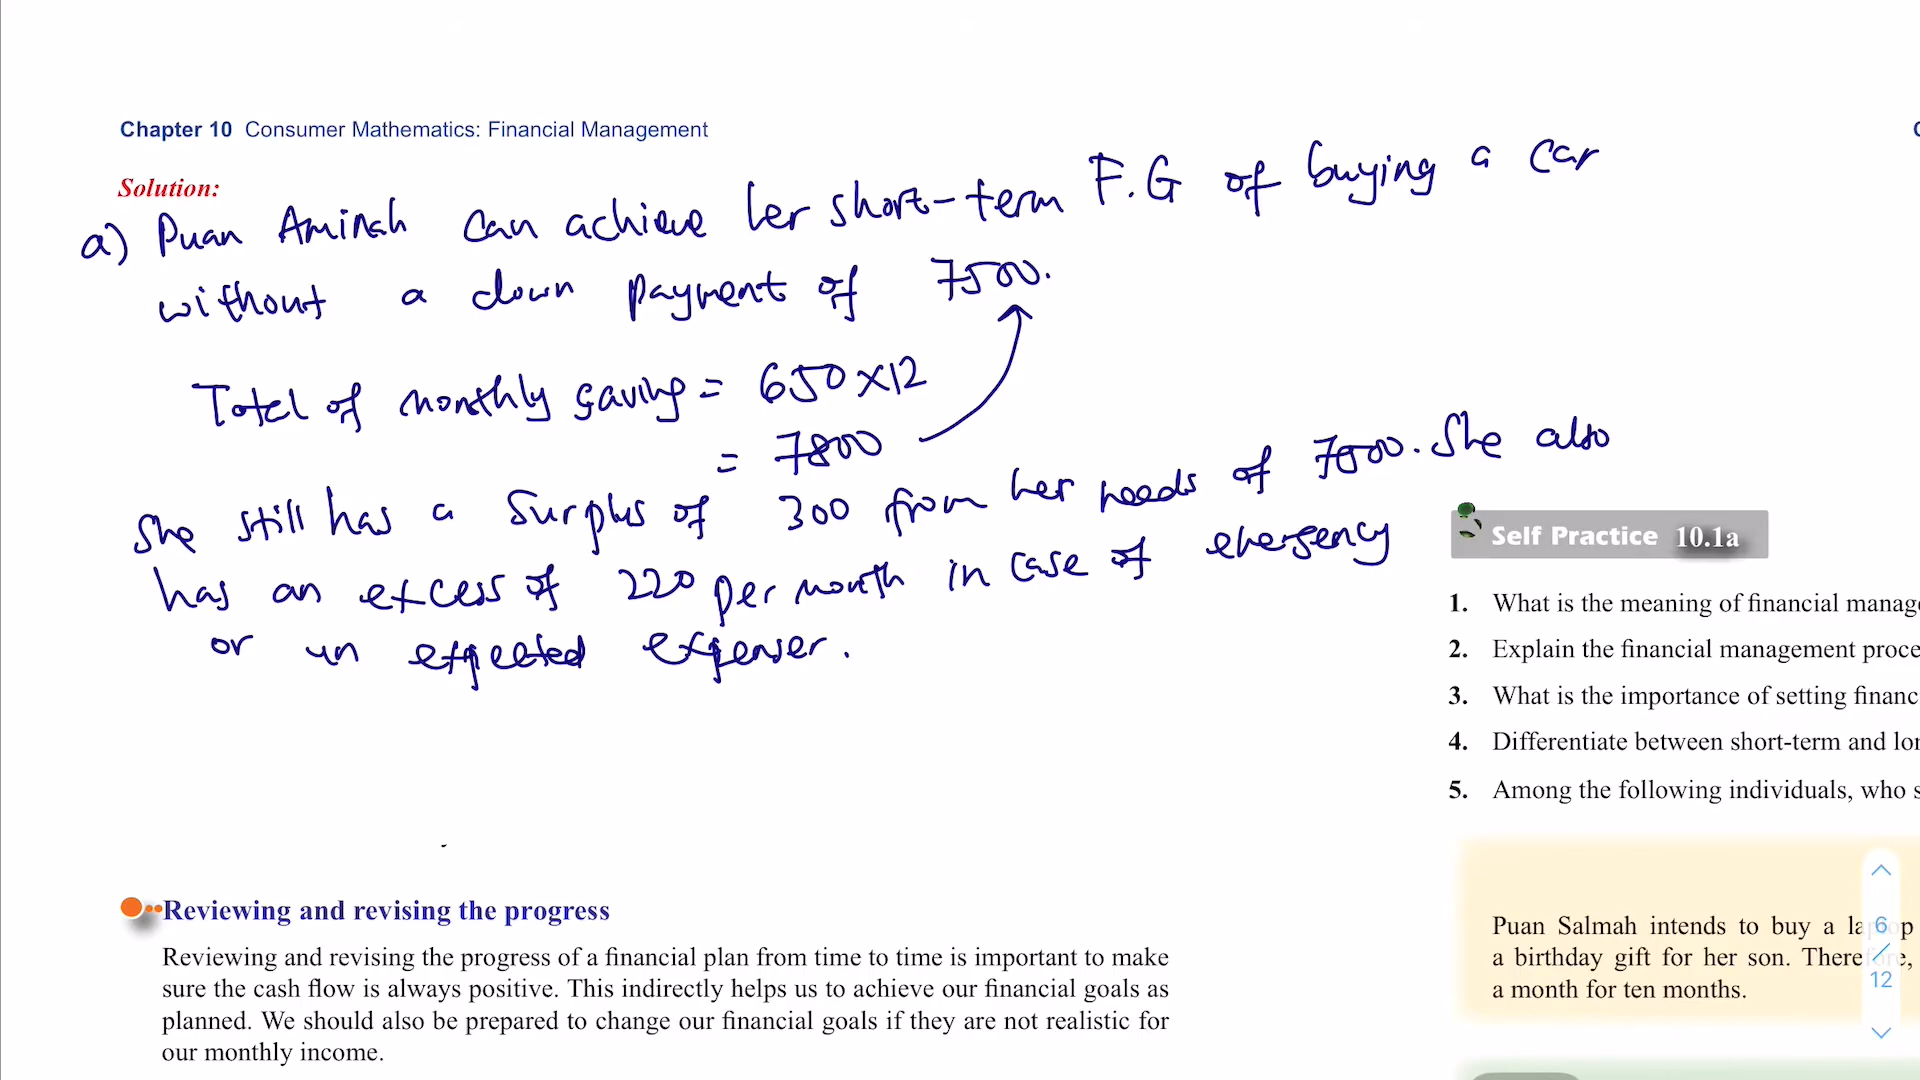 Chapter 10 Consumer Mathematics: Financial Management
Solution:
a) Puan Aminah can achieve her short-term F.G of buying a car
without a down payment of 7500.
Total of monthly saving = 650 x 12
= 7800
She still has a surplus of 300 from her needs of 7500. She also
has an excess of 220 per month in case of emergency
or un expected expenses.
Reviewing and revising the progress
Reviewing and revising the progress of a financial plan from time to time is important to make
sure the cash flow is always positive. This indirectly helps us to achieve our financial goals as
planned. We should also be prepared to change our financial goals if they are not realistic for
our monthly income.
Self Practice 10.1a
1. What is the meaning of financial manag
2. Explain the financial management proce
3. What is the importance of setting financ
4. Differentiate between short-term and lon
5. Among the following individuals, who s
Puan Salmah intends to buy a laptop
a birthday gift for her son. Therefore,
a month for ten months.
6
/
12